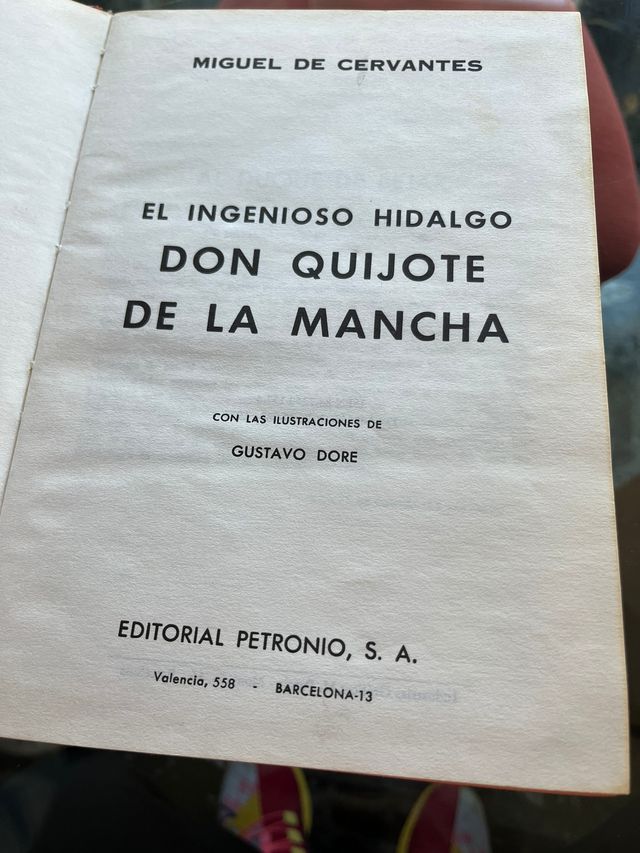 MIGUEL DE CERVANTES
EL INGENIOSO HIDALGO
DON QUIJOTE
DE LA MANCHA
CON LAS ILUSTRACIONES DE
GUSTAVO DORE
EDITORIAL PETRONIO, S. A.
Valencia, 558 - BARCELONA-13